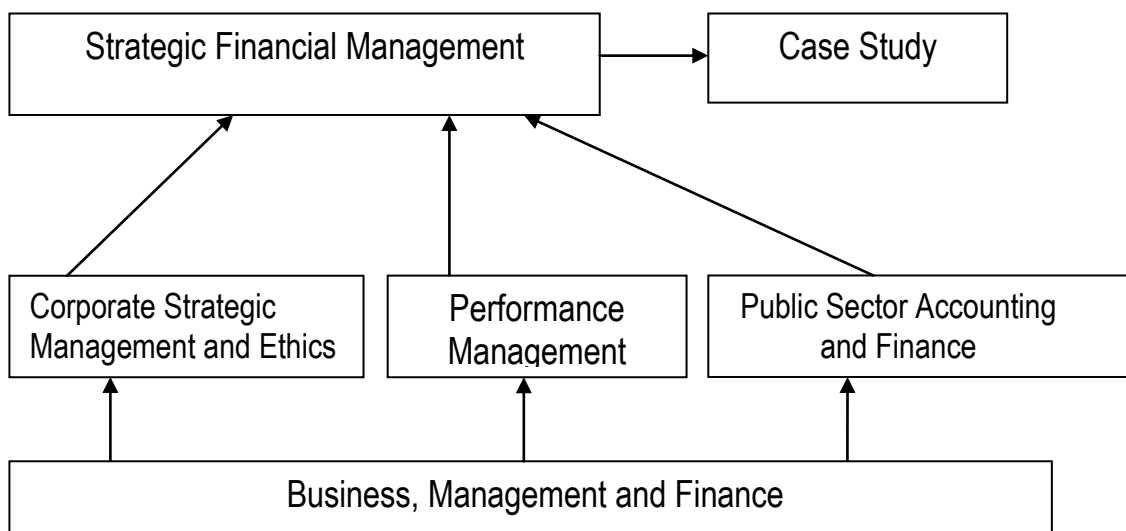 Strategic Financial Management
Case Study
Corporate Strategic
Management and Ethics
Performance
Management
Public Sector Accounting
and Finance
Business, Management and Finance